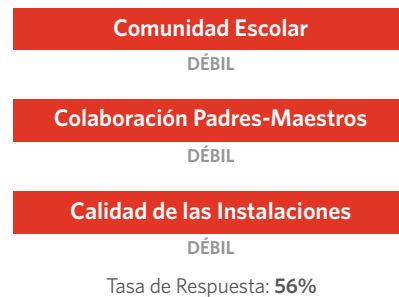 Comunidad Escolar
DÉBIL
Colaboración Padres-Maestros
DÉBIL
Calidad de las Instalaciones
DÉBIL
Tasa de Respuesta: 56%